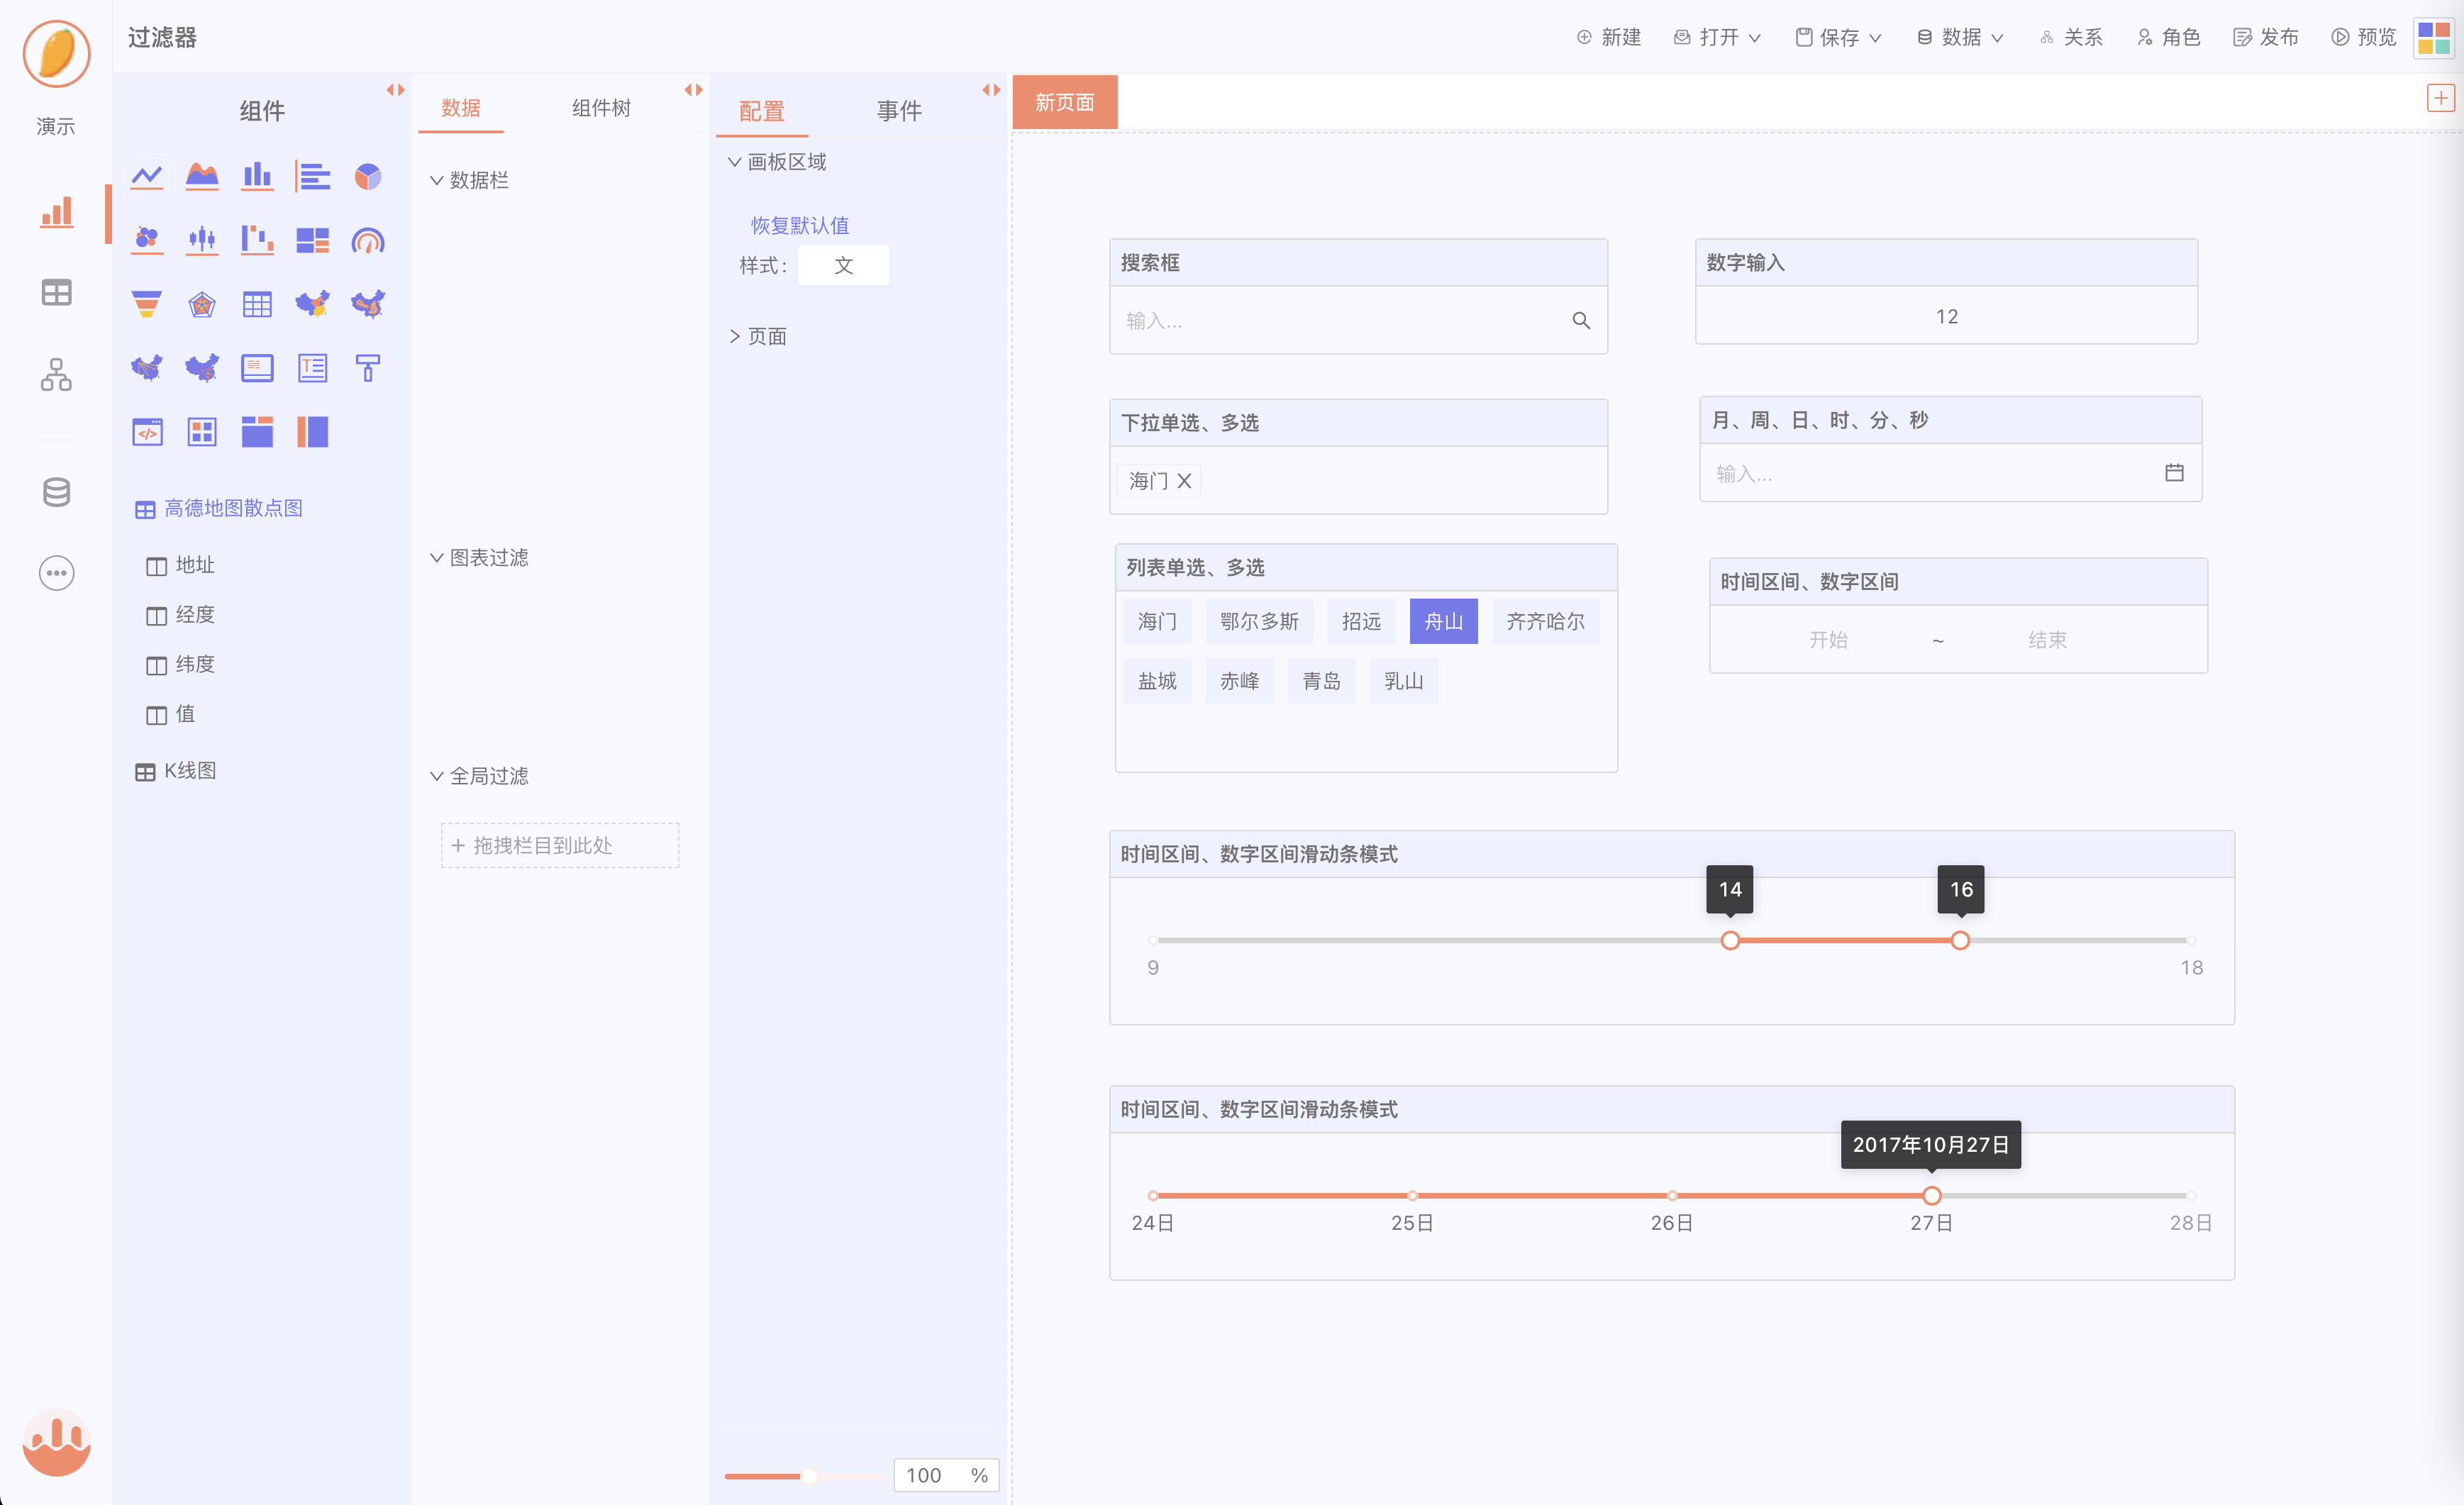 过滤器
新建
打开
保存
数据
关系
角色
发布
预览
演示
组件
高德地图散点图
地址
经度
纬度
值
K线图
数据
组件树
数据栏
图表过滤
全局过滤
+ 拖拽栏目到此处
配置
事件
画板区域
恢复默认值
样式：
文
页面
100 %
新页面
搜索框
输入...
数字输入
12
下拉单选、多选
海门 X
月、周、日、时、分、秒
输入...
列表单选、多选
海门 鄂尔多斯 招远 舟山 齐齐哈尔
盐城 赤峰 青岛 乳山
时间区间、数字区间
开始 ~ 结束
时间区间、数字区间滑动条模式
14 16
9 18
时间区间、数字区间滑动条模式
2017年10月27日
24日 25日 26日 27日 28日